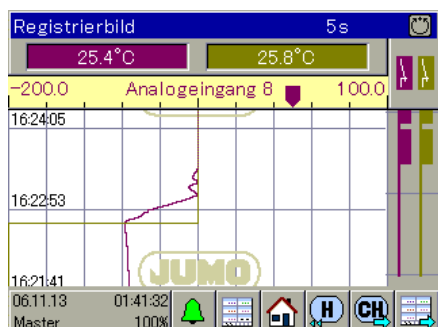 Registrierbild 5s
25.4°C 25.8°C
-200.0 Analogeingang 8 100.0
16:24:05
16:22:53
16:21:41
JUMO
06.11.13 01:41:32
Master 100%
H CH